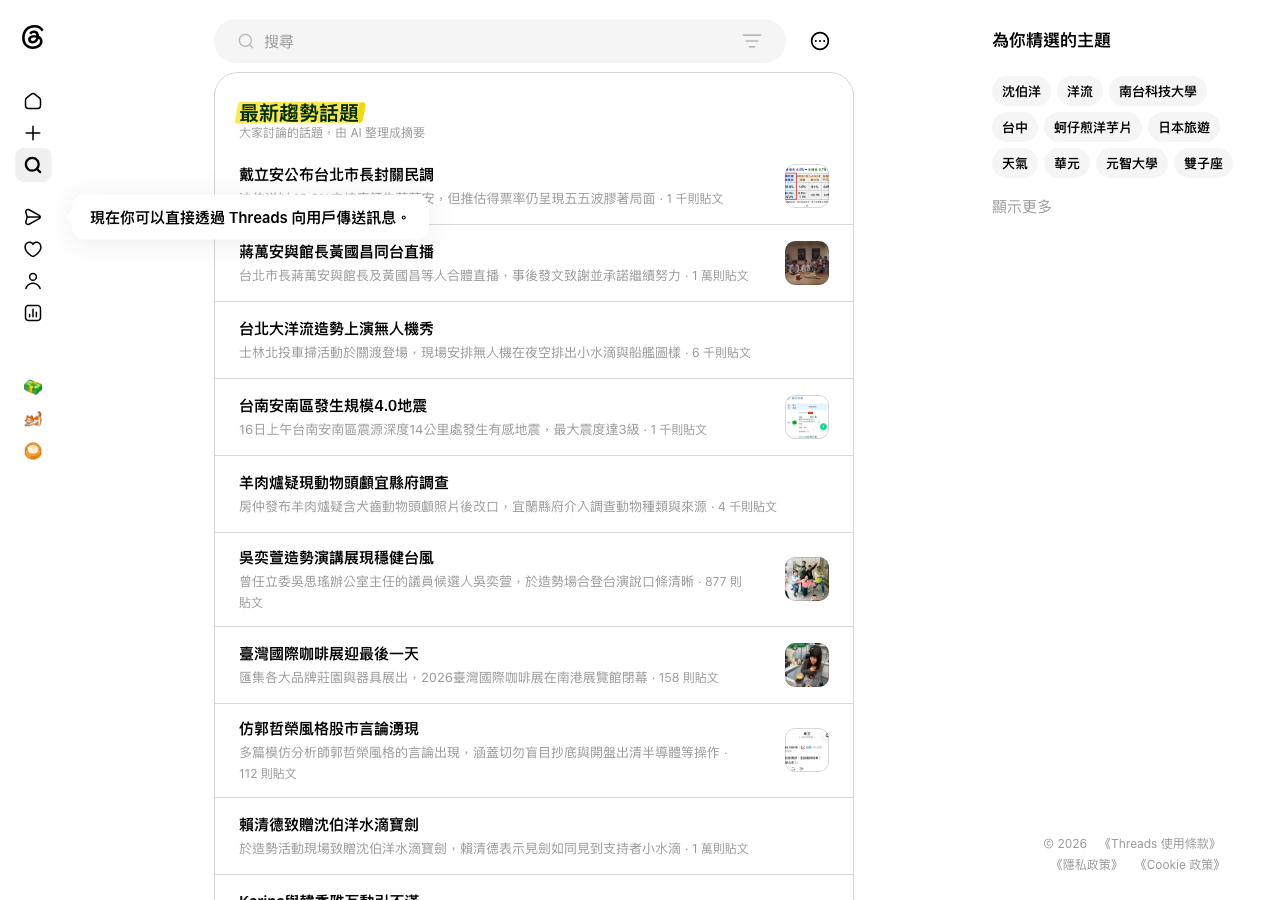 搜尋
最新趨勢話題
大家討論的話題，由 AI 整理成摘要
戴立安公布台北市長封關民調
安，但推估得票率仍呈現五五波膠著局面 · 1 千則貼文
現在你可以直接透過 Threads 向用戶傳送訊息。
蔣萬安與館長黃國昌同台直播
台北市長蔣萬安與館長及黃國昌等人合體直播，事後發文致謝並承諾繼續努力 · 1 萬則貼文
台北大洋流造勢上演無人機秀
士林北投車掃活動於關渡登場，現場安排無人機在夜空排出小水滴與船艦圖樣 · 6 千則貼文
台南安南區發生規模4.0地震
16日上午台南安南區震源深度14公里處發生有感地震，最大震度達3級 · 1 千則貼文
羊肉爐疑現動物頭顱宜縣府調查
房仲發布羊肉爐疑含犬齒動物頭顱照片後改口，宜蘭縣府介入調查動物種類與來源 · 4 千則貼文
吳奕萱造勢演講展現穩健台風
曾任立委吳思瑤辦公室主任的議員候選人吳奕萱，於造勢場合登台演說口條清晰 · 877 則
貼文
臺灣國際咖啡展迎最後一天
匯集各大品牌莊園與器具展出，2026臺灣國際咖啡展在南港展覽館閉幕 · 158 則貼文
仿郭哲榮風格股市言論湧現
多篇模仿分析師郭哲榮風格的言論出現，涵蓋切勿盲目抄底與開盤出清半導體等操作 ·
112 則貼文
賴清德致贈沈伯洋水滴寶劍
於造勢活動現場致贈沈伯洋水滴寶劍，賴清德表示見劍如同見到支持者小水滴 · 1 萬則貼文
為你精選的主題
沈伯洋 洋流 南台科技大學
台中 蚵仔煎洋芋片 日本旅遊
天氣 華元 元智大學 雙子座
顯示更多
© 2026 《Threads 使用條款》
《隱私政策》 《Cookie 政策》